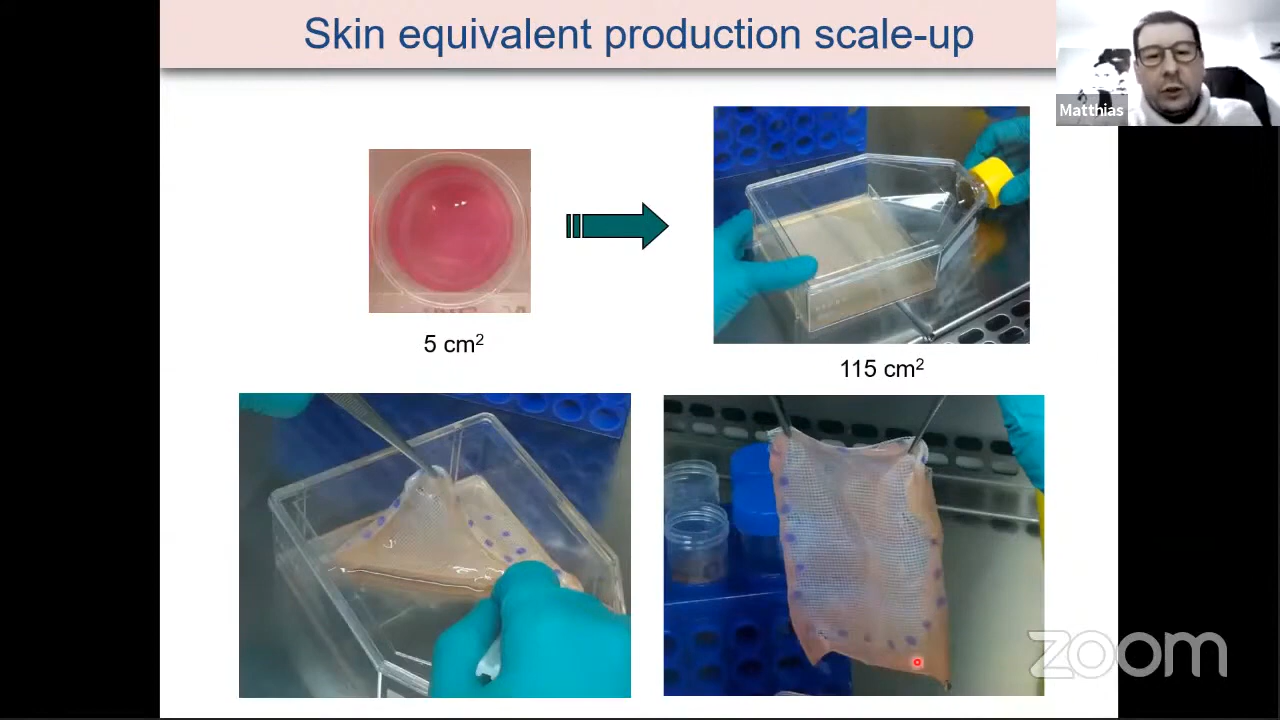 Skin equivalent production scale-up
Matthias
5 cm²
115 cm²
zoom